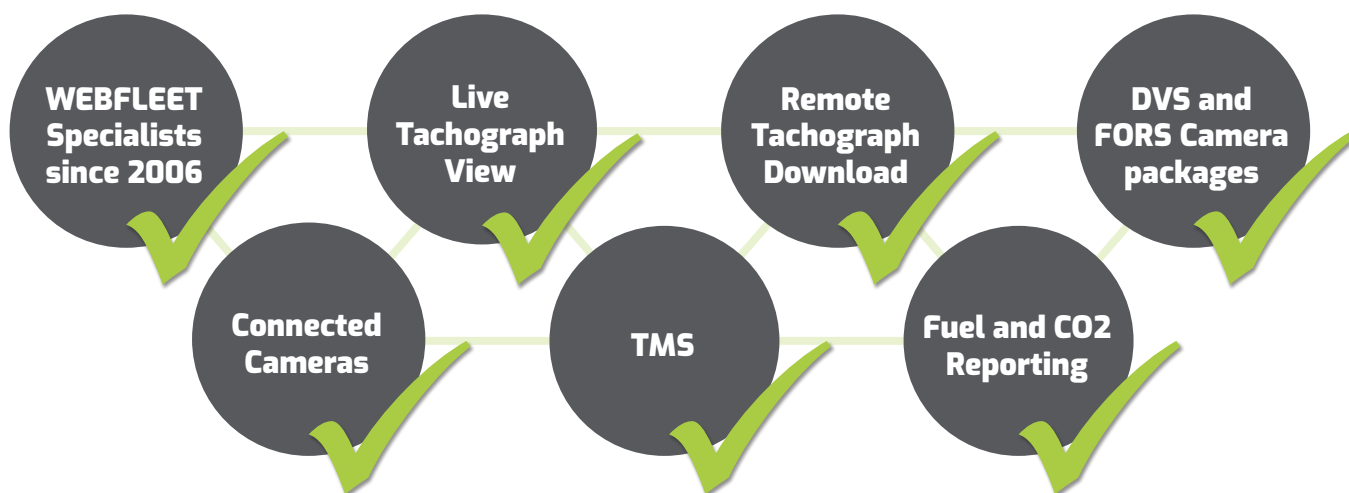 WEBFLEET
Specialists
since 2006
Live
Tachograph
View
Remote
Tachograph
Download
DVS and
FORS Camera
packages
Connected
Cameras
TMS
Fuel and CO2
Reporting